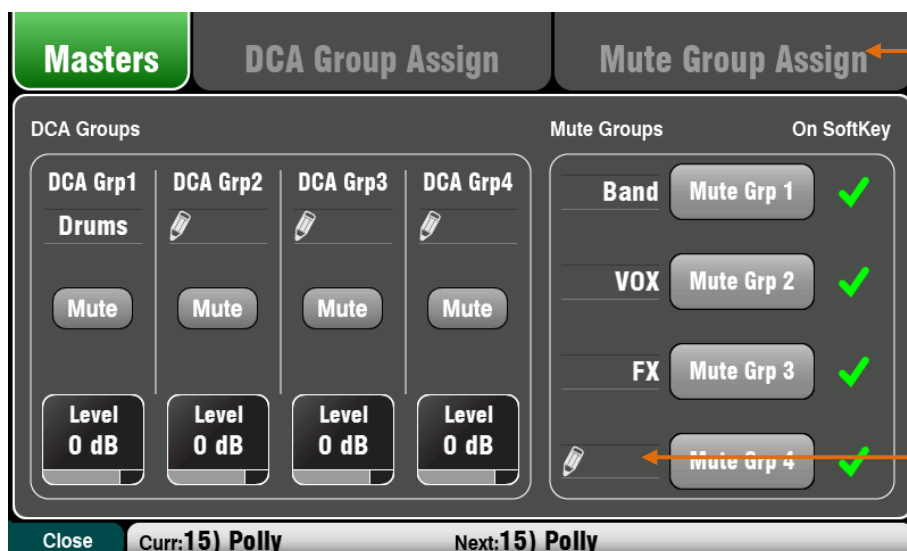 Masters
DCA Group Assign
Mute Group Assign
DCA Groups
DCA Grp1 DCA Grp2 DCA Grp3 DCA Grp4
Drums
Mute Mute Mute Mute
Level Level Level Level
0 dB 0 dB 0 dB 0 dB
Mute Groups On SoftKey
Band Mute Grp 1
VOX Mute Grp 2
FX Mute Grp 3
Mute Grp 4
Close Curr:15) Polly Next:15) Polly